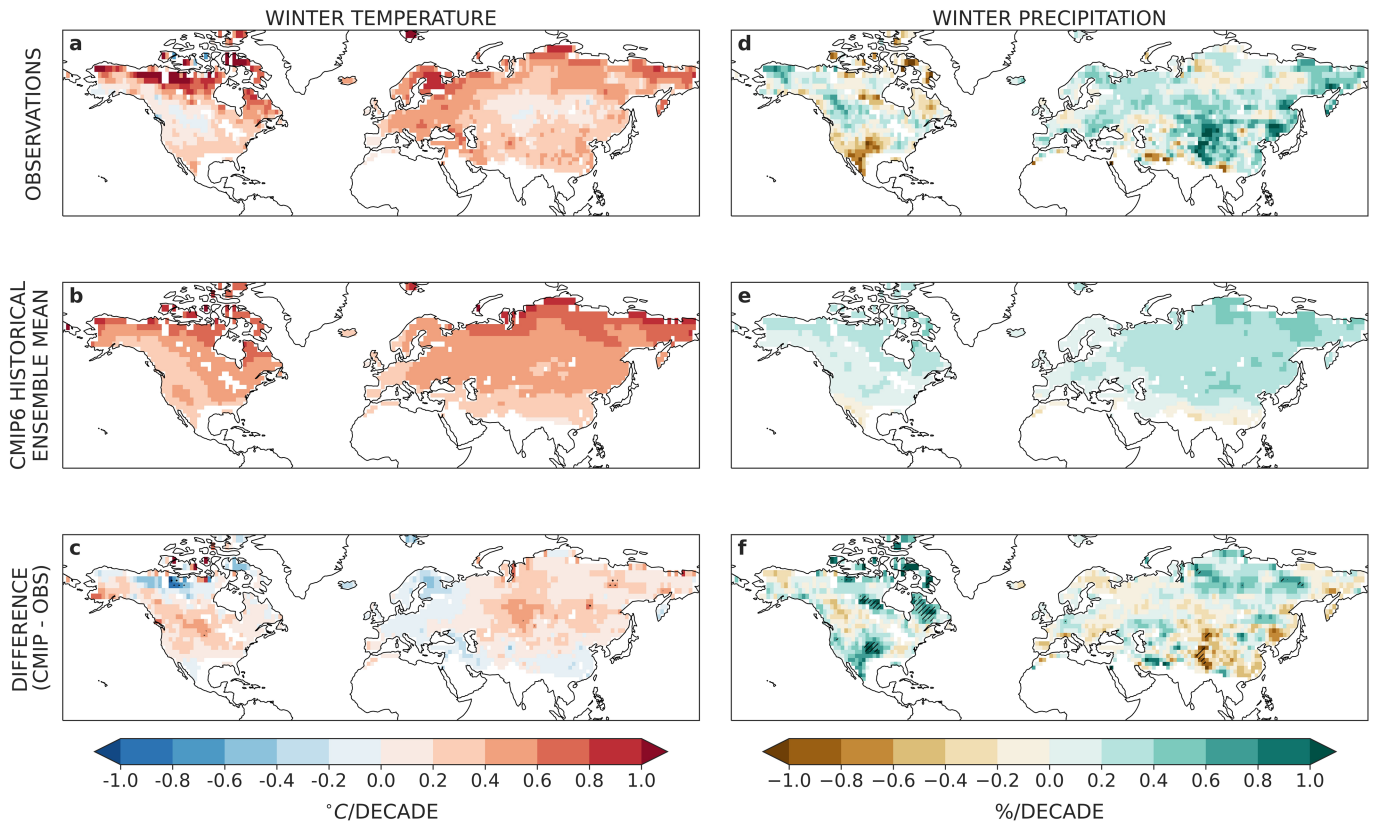 WINTER TEMPERATURE
WINTER PRECIPITATION
OBSERVATIONS
a
d
CMIP6 HISTORICAL
ENSEMBLE MEAN
b
e
DIFFERENCE
(CMIP - OBS)
c
f
-1.0 -0.8 -0.6 -0.4 -0.2 0.0 0.2 0.4 0.6 0.8 1.0
°C/DECADE
−1.0 −0.8 −0.6 −0.4 −0.2 0.0 0.2 0.4 0.6 0.8 1.0
%/DECADE